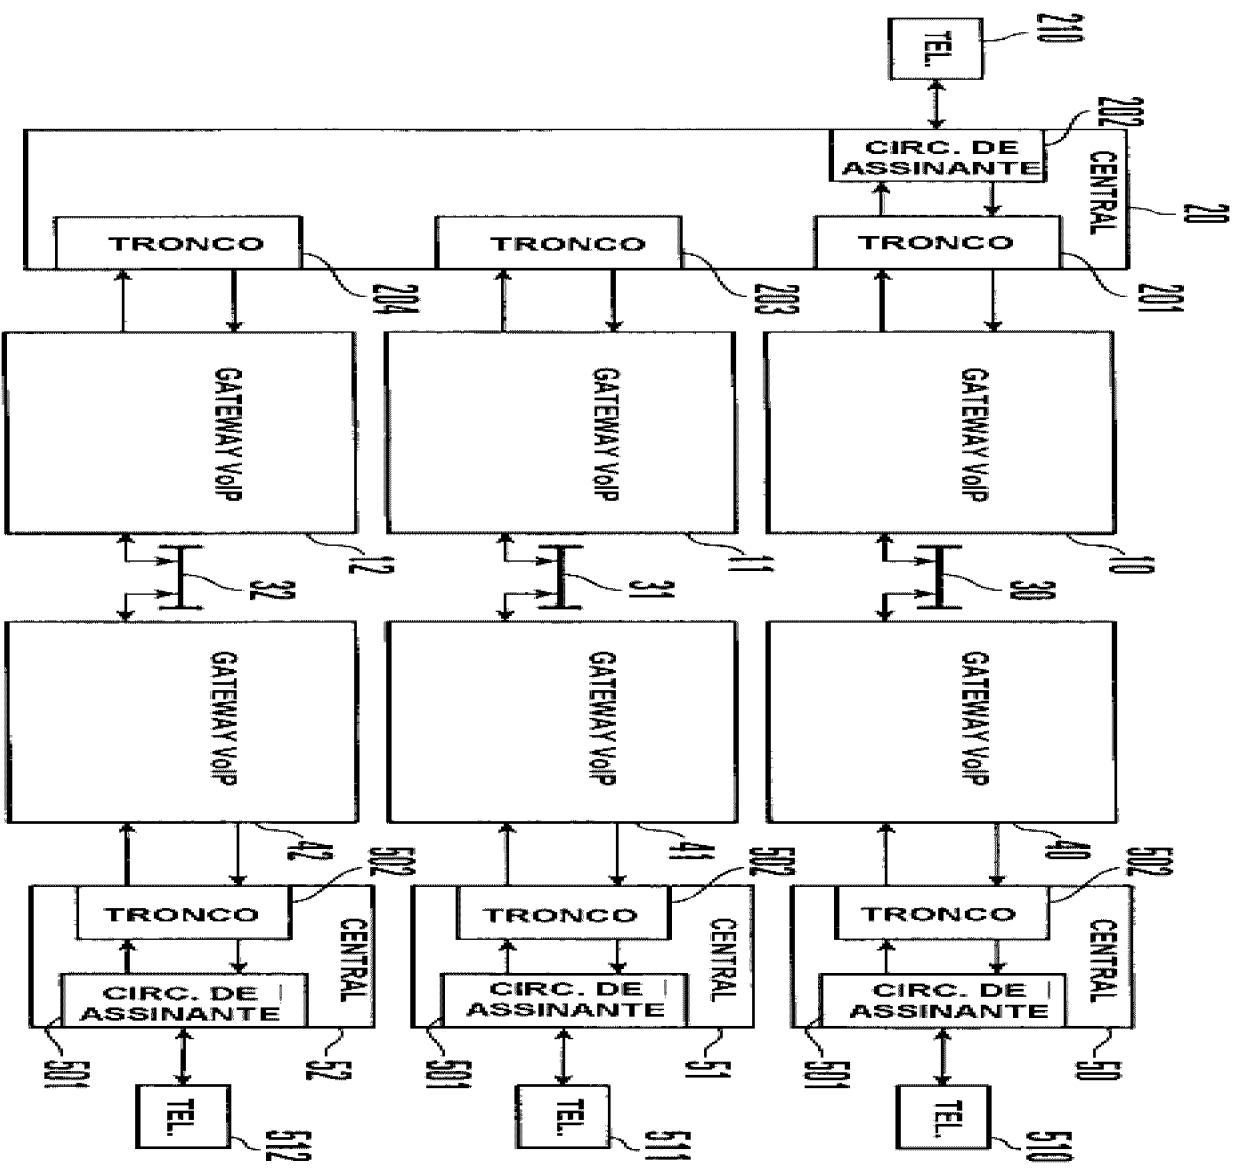 210
TEL.
202
CIRC. DE
ASSINANTE
CENTRAL
20
TRONCO
TRONCO
TRONCO
204
203
201
GATEWAY VoIP
GATEWAY VoIP
GATEWAY VoIP
12
11
10
32
31
30
GATEWAY VoIP
GATEWAY VoIP
GATEWAY VoIP
42
41
40
502
502
502
TRONCO
CENTRAL
TRONCO
CENTRAL
TRONCO
CENTRAL
CIRC. DE
ASSINANTE
CIRC. DE
ASSINANTE
CIRC. DE
ASSINANTE
501
52
501
51
501
50
TEL.
512
TEL.
511
TEL.
510